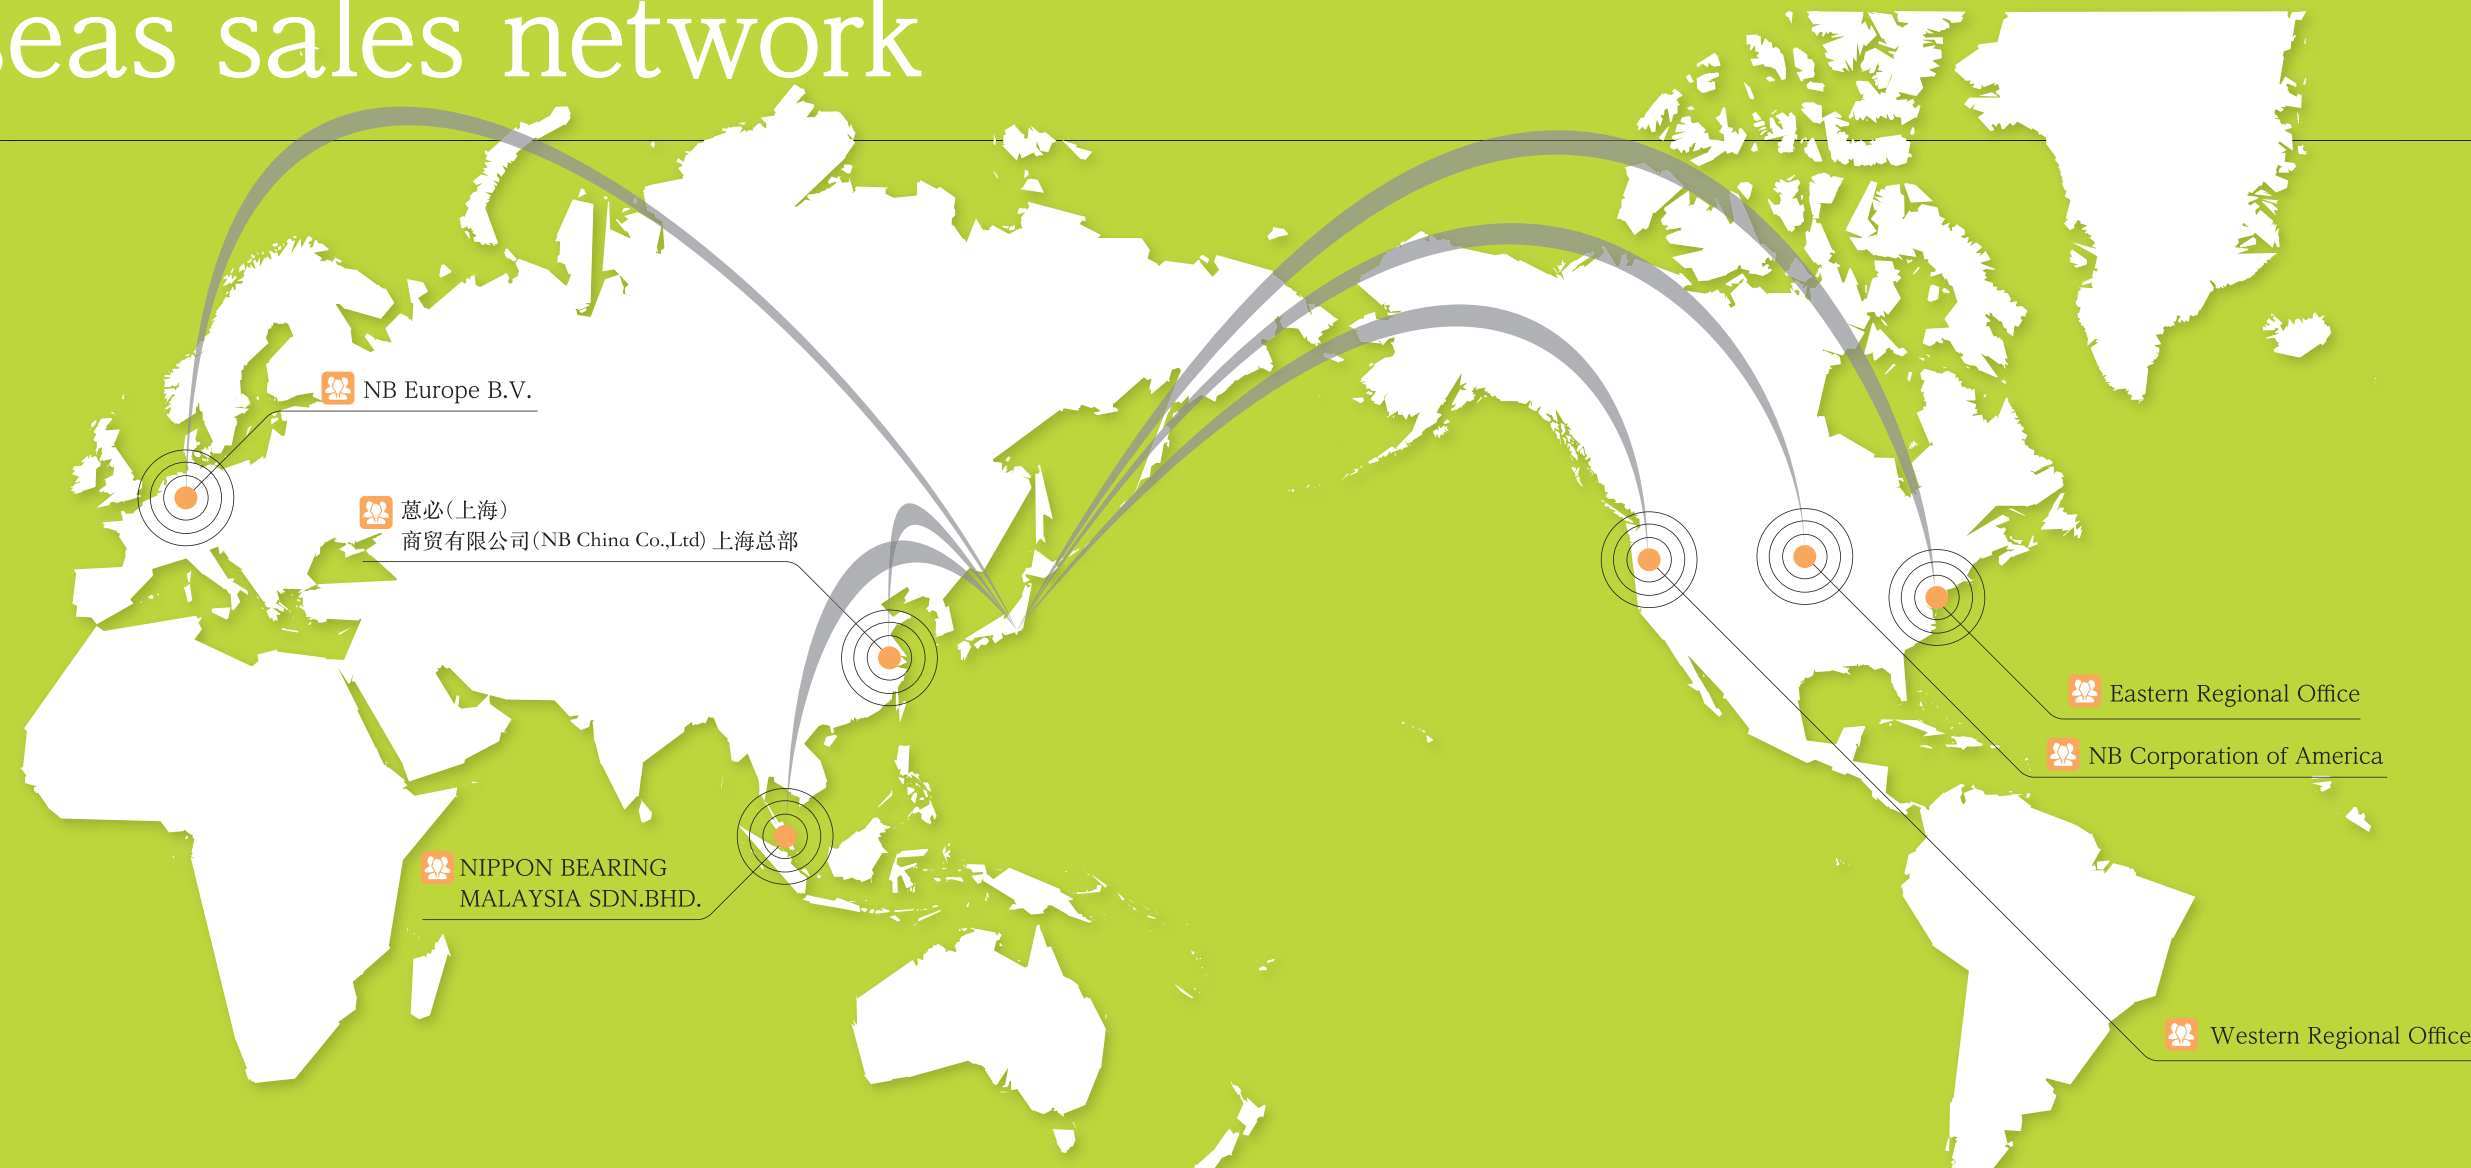 seas sales network
NB Europe B.V.
蒽必（上海）
商贸有限公司(NB China Co.,Ltd) 上海总部
NIPPON BEARING
MALAYSIA SDN.BHD.
Eastern Regional Office
NB Corporation of America
Western Regional Office